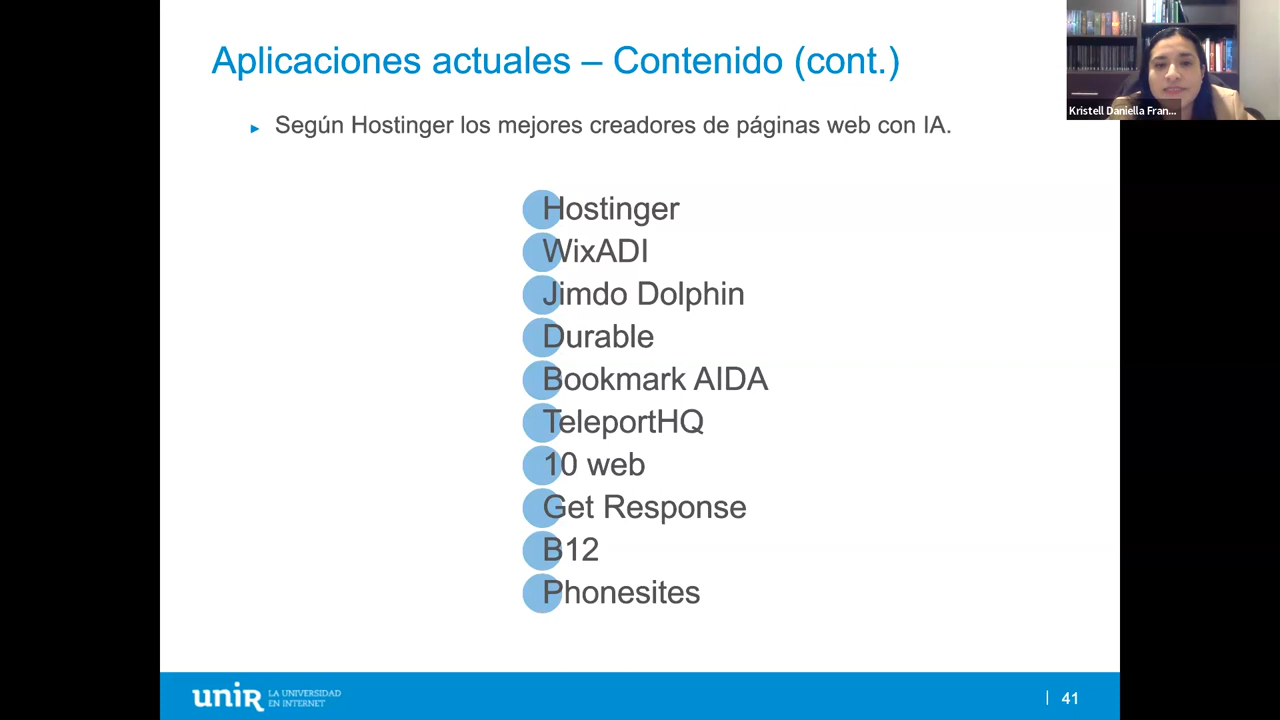 Aplicaciones actuales – Contenido (cont.)
Kristell Daniella Fran...
► Según Hostinger los mejores creadores de páginas web con IA.
Hostinger
WixADI
Jimdo Dolphin
Durable
Bookmark AIDA
TeleportHQ
10 web
Get Response
B12
Phonesites
unir LA UNIVERSIDAD
EN INTERNET
| 41